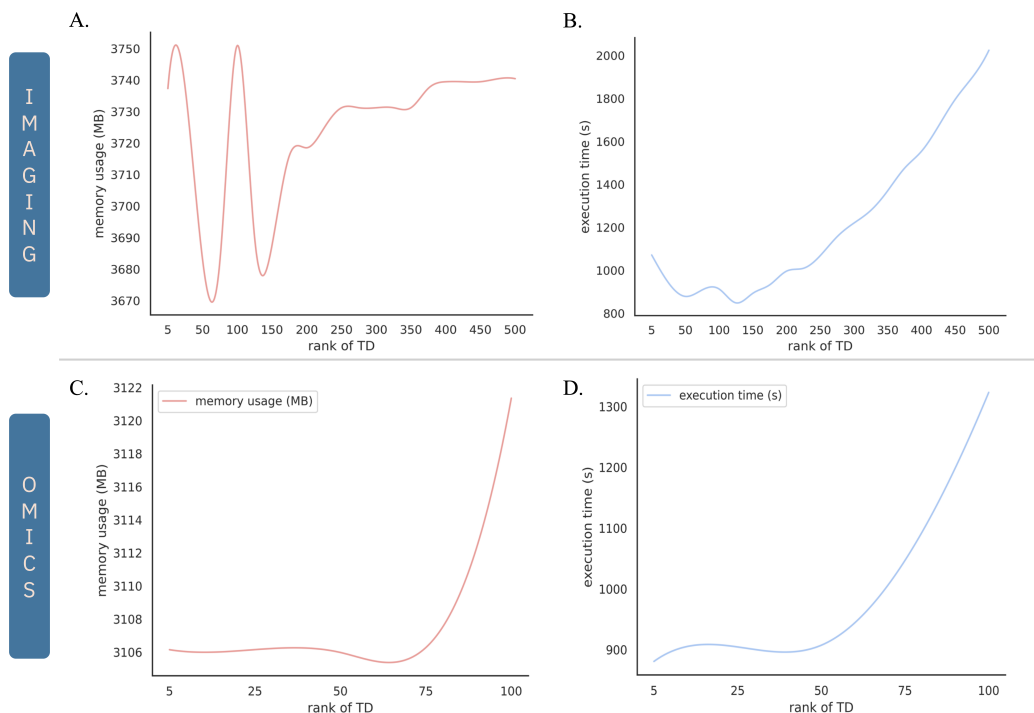 IMAGING
A.
memory usage (MB)
3750
3740
3730
3720
3710
3700
3690
3680
3670
5 50 100 150 200 250 300 350 400 450 500
rank of TD
B.
execution time (s)
2000
1800
1600
1400
1200
1000
800
5 50 100 150 200 250 300 350 400 450 500
rank of TD
OMICS
C.
memory usage (MB)
memory usage (MB)
3122
3120
3118
3116
3114
3112
3110
3108
3106
5 25 50 75 100
rank of TD
D.
execution time (s)
execution time (s)
1300
1200
1100
1000
900
5 25 50 75 100
rank of TD